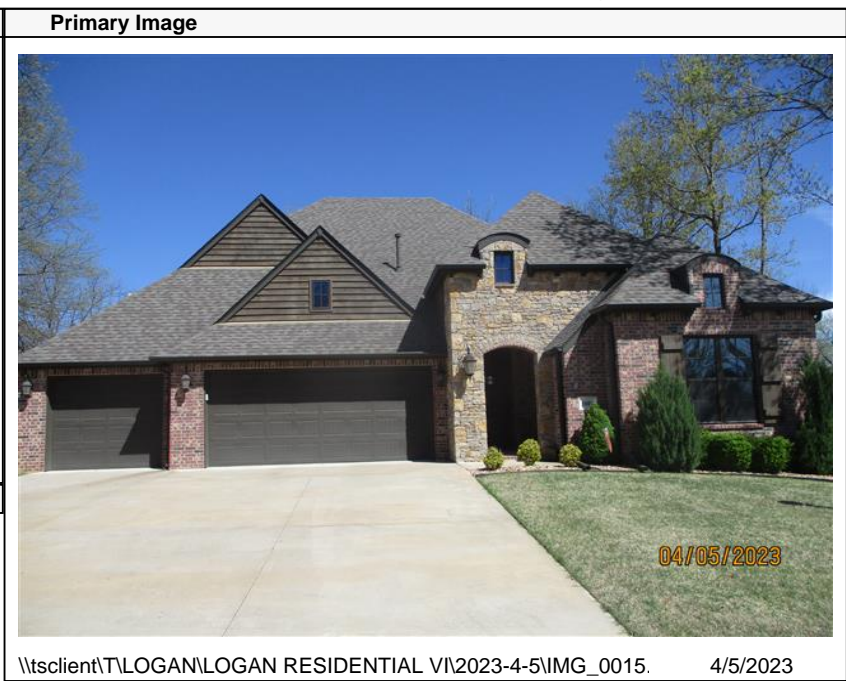 Primary Image
04/05/2023
\\tsclient\T\LOGAN\LOGAN RESIDENTIAL VI\2023-4-5\IMG_0015. 4/5/2023